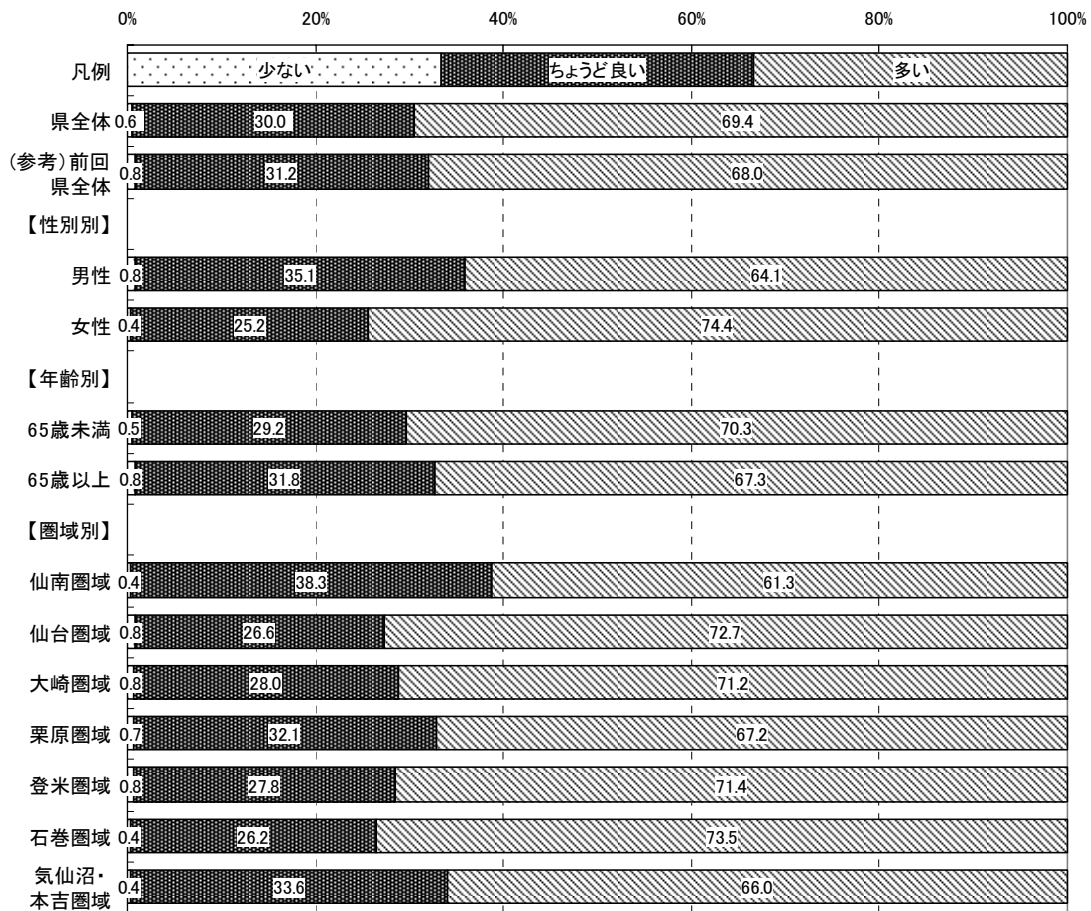 0% 20% 40% 60% 80% 100%
凡例 少ない ちょうど良い 多い
県全体 0.6 30.0 69.4
(参考)前回
県全体 0.8 31.2 68.0
【性別別】
男性 0.8 35.1 64.1
女性 0.4 25.2 74.4
【年齢別】
65歳未満 0.5 29.2 70.3
65歳以上 0.8 31.8 67.3
【圏域別】
仙南圏域 0.4 38.3 61.3
仙台圏域 0.8 26.6 72.7
大崎圏域 0.8 28.0 71.2
栗原圏域 0.7 32.1 67.2
登米圏域 0.8 27.8 71.4
石巻圏域 0.4 26.2 73.5
気仙沼・
本吉圏域 0.4 33.6 66.0